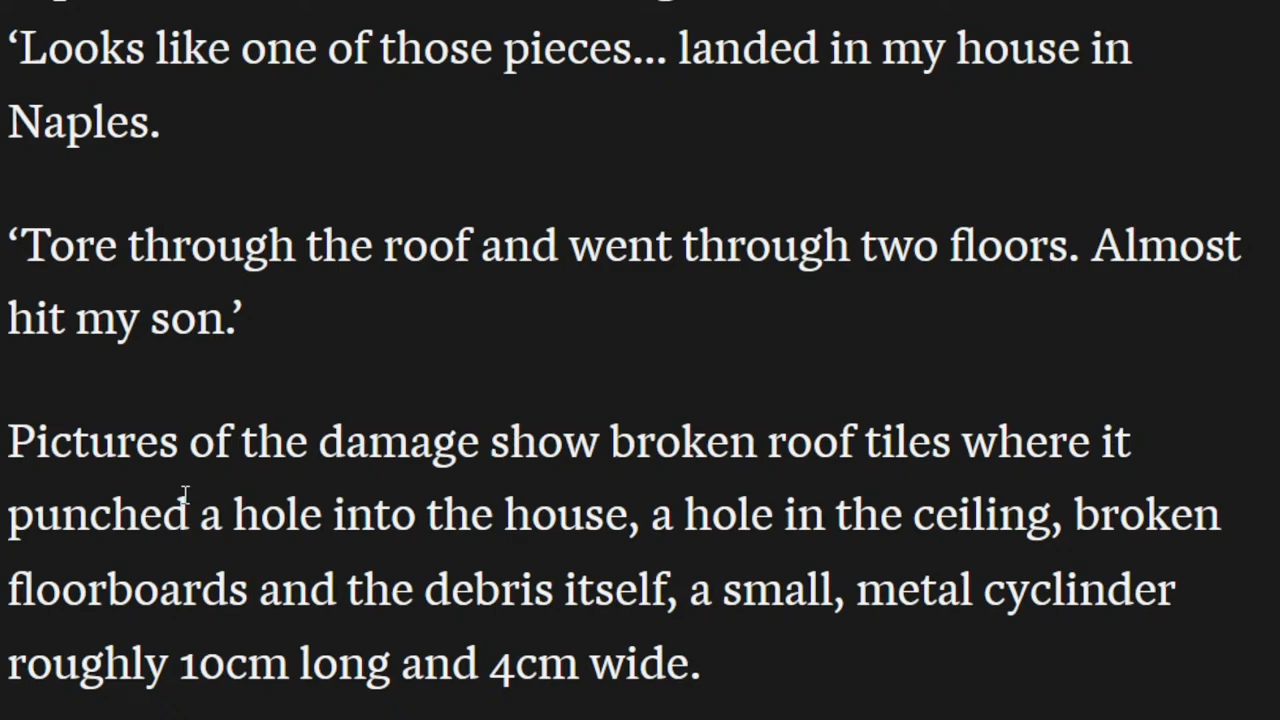 ‘Looks like one of those pieces... landed in my house in
Naples.
‘Tore through the roof and went through two floors. Almost
hit my son.’
Pictures of the damage show broken roof tiles where it
punched a hole into the house, a hole in the ceiling, broken
floorboards and the debris itself, a small, metal cyclinder
roughly 10cm long and 4cm wide.